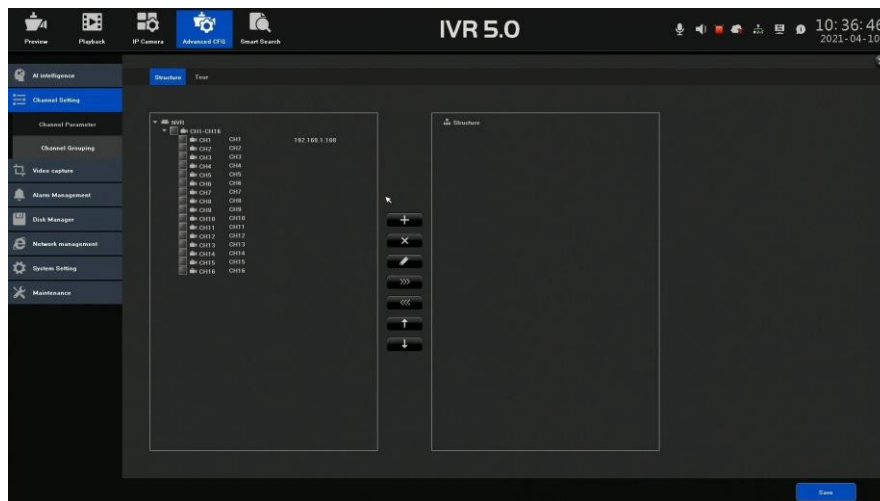 Preview Playback IP Camera Advanced CFG Smart Search
IVR 5.0
10:36:46
2021-04-10
AI intelligence
Channel Setting
Channel Parameter
Channel Grouping
Video capture
Alarm Management
Disk Manager
Network management
System Setting
Maintenance
Structure Tour
NVR
CH1-CH16
CH1 CH1 192.168.1.188
CH2 CH2
CH3 CH3
CH4 CH4
CH5 CH5
CH6 CH6
CH7 CH7
CH8 CH8
CH9 CH9
CH10 CH10
CH11 CH11
CH12 CH12
CH13 CH13
CH14 CH14
CH15 CH15
CH16 CH16
Structure
Save